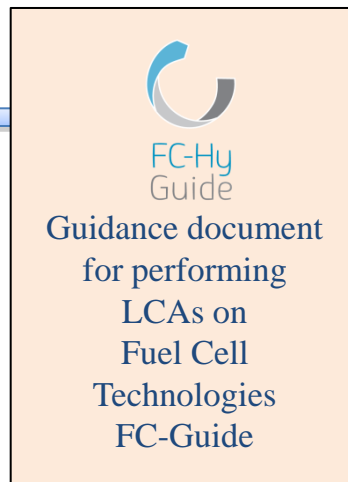 FC-Hy
Guide
Guidance document
for performing
LCAs on
Fuel Cell
Technologies
FC-Guide